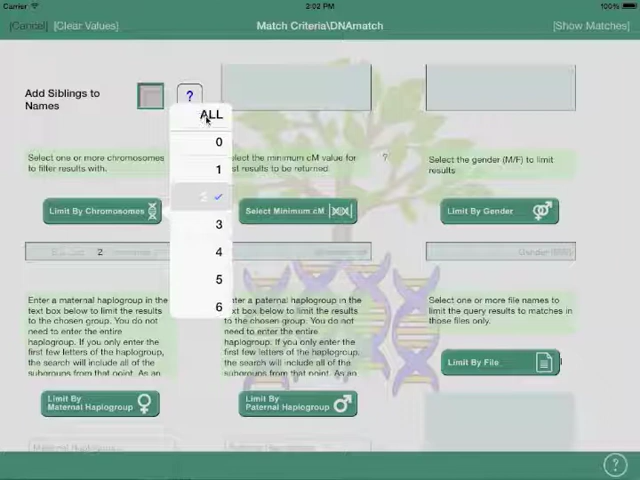 Carrier
3:02 PM
100%
[Cancel] [Clear Values]
Match Criteria\DNAmatch
[Show Matches]
Add Siblings to
Names
?
ALL
0
1
2
3
4
5
6
Select one or more chromosomes
to filter results with.
elect the minimum cM value for
st results to be returned.
?
Select the gender (M/F) to limit
results
Limit By Chromosomes
Select Minimum cM
Limit By Gender
2
Enter a maternal haplogroup in the
text box below to limit the results
to the chosen group. You do not
need to enter the entire
haplogroup. If you only enter the
first few letters of the haplogroup,
the search will include all of the
subgroups from that point. As an
nter a paternal haplogroup in the
ext box below to limit the results
o the chosen group. You do not
need to enter the entire
haplogroup. If you only enter the
first few letters of the haplogroup,
the search will include all of the
subgroups from that point. As an
Select one or more file names to
limit the query results to matches in
those files only.
Limit By File
Limit By
Maternal Haplogroup
Limit By
Paternal Haplogroup
?